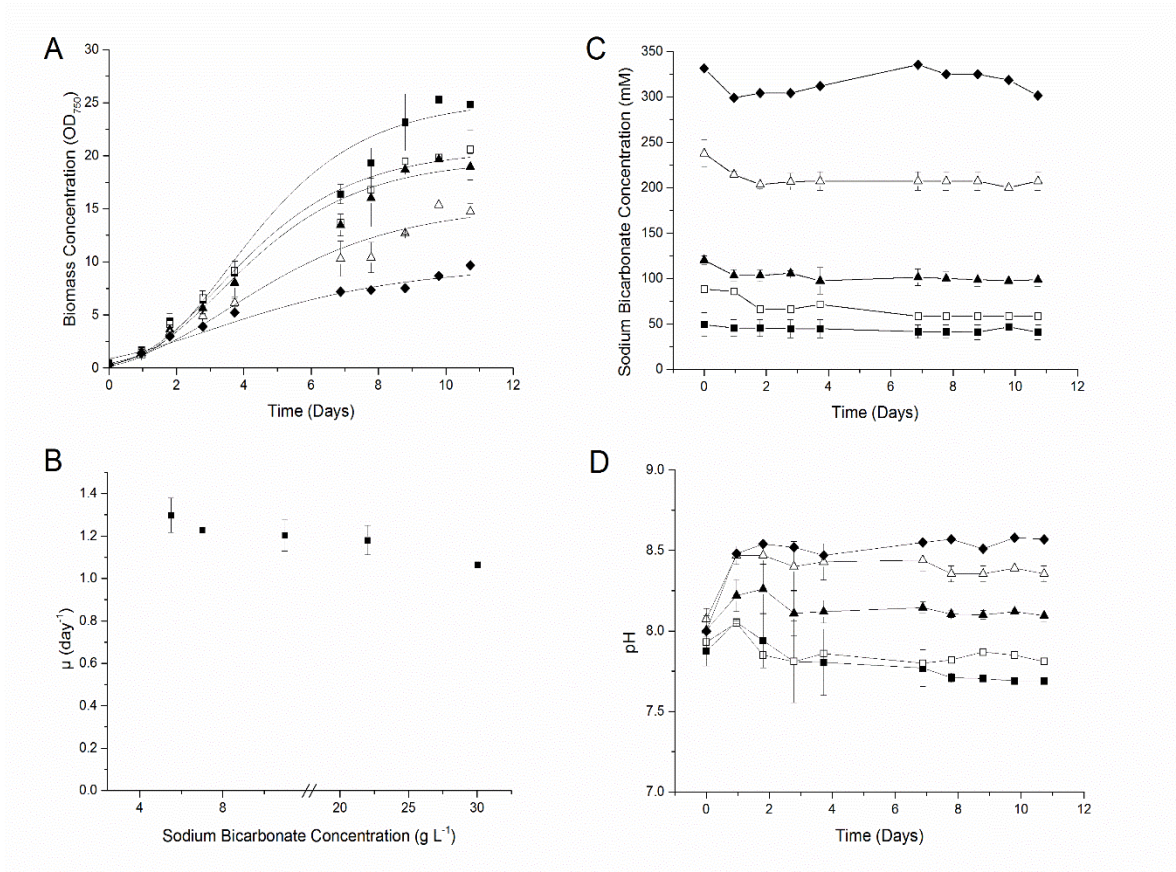 A
Biomass Concentration (OD750)
30
25
20
15
10
5
0
0 2 4 6 8 10 12
Time (Days)
C
Sodium Bicarbonate Concentration (mM)
350
300
250
200
150
100
50
0
0 2 4 6 8 10 12
Time (Days)
B
μ (day-1)
1.4
1.2
1.0
0.8
0.6
0.4
0.2
0.0
4 8 20 25 30
Sodium Bicarbonate Concentration (g L-1)
D
pH
9.0
8.5
8.0
7.5
7.0
0 2 4 6 8 10 12
Time (Days)